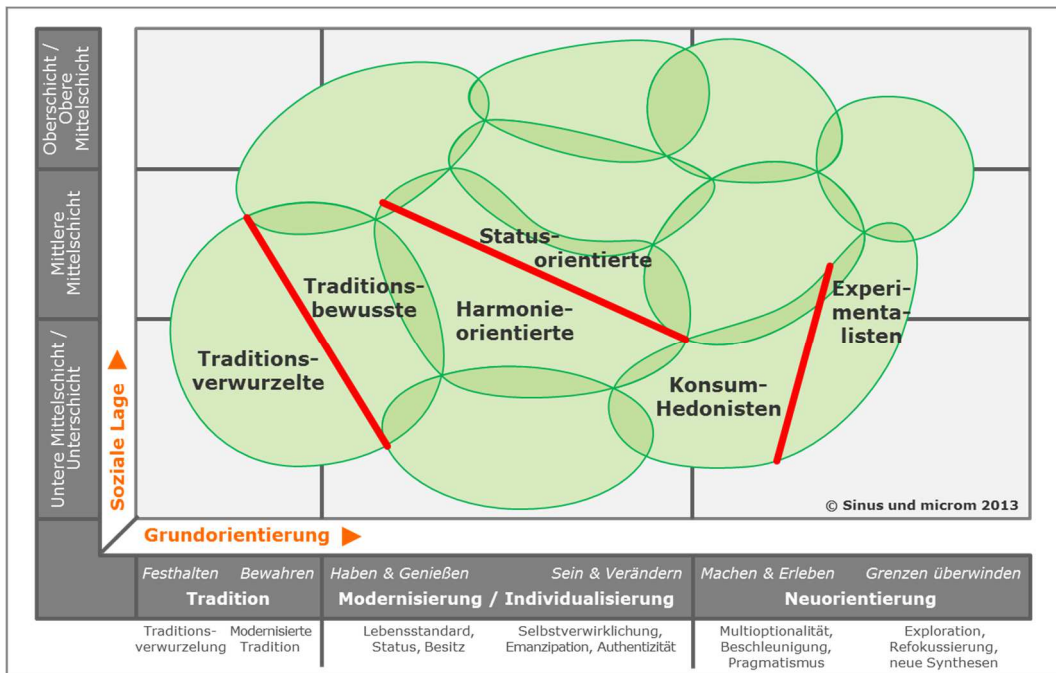 Oberschicht /
Obere
Mittelschicht
Mittlere
Mittelschicht
Untere Mittelschicht /
Unterschicht
Soziale Lage ▶
Status-
orientierte
Traditions-
bewusste
Harmonie-
orientierte
Experi-
menta-
listen
Traditions-
verwurzelte
Konsum-
Hedonisten
© Sinus und microm 2013
Grundorientierung ▶
Festhalten Bewahren
Tradition
Haben & Genießen Sein & Verändern
Modernisierung / Individualisierung
Machen & Erleben Grenzen überwinden
Neuorientierung
Traditions-
verwurzelung
Modernisierte
Tradition
Lebensstandard,
Status, Besitz
Selbstverwirklichung,
Emanzipation, Authentizität
Multioptionalität,
Beschleunigung,
Pragmatismus
Exploration,
Refokussierung,
neue Synthesen